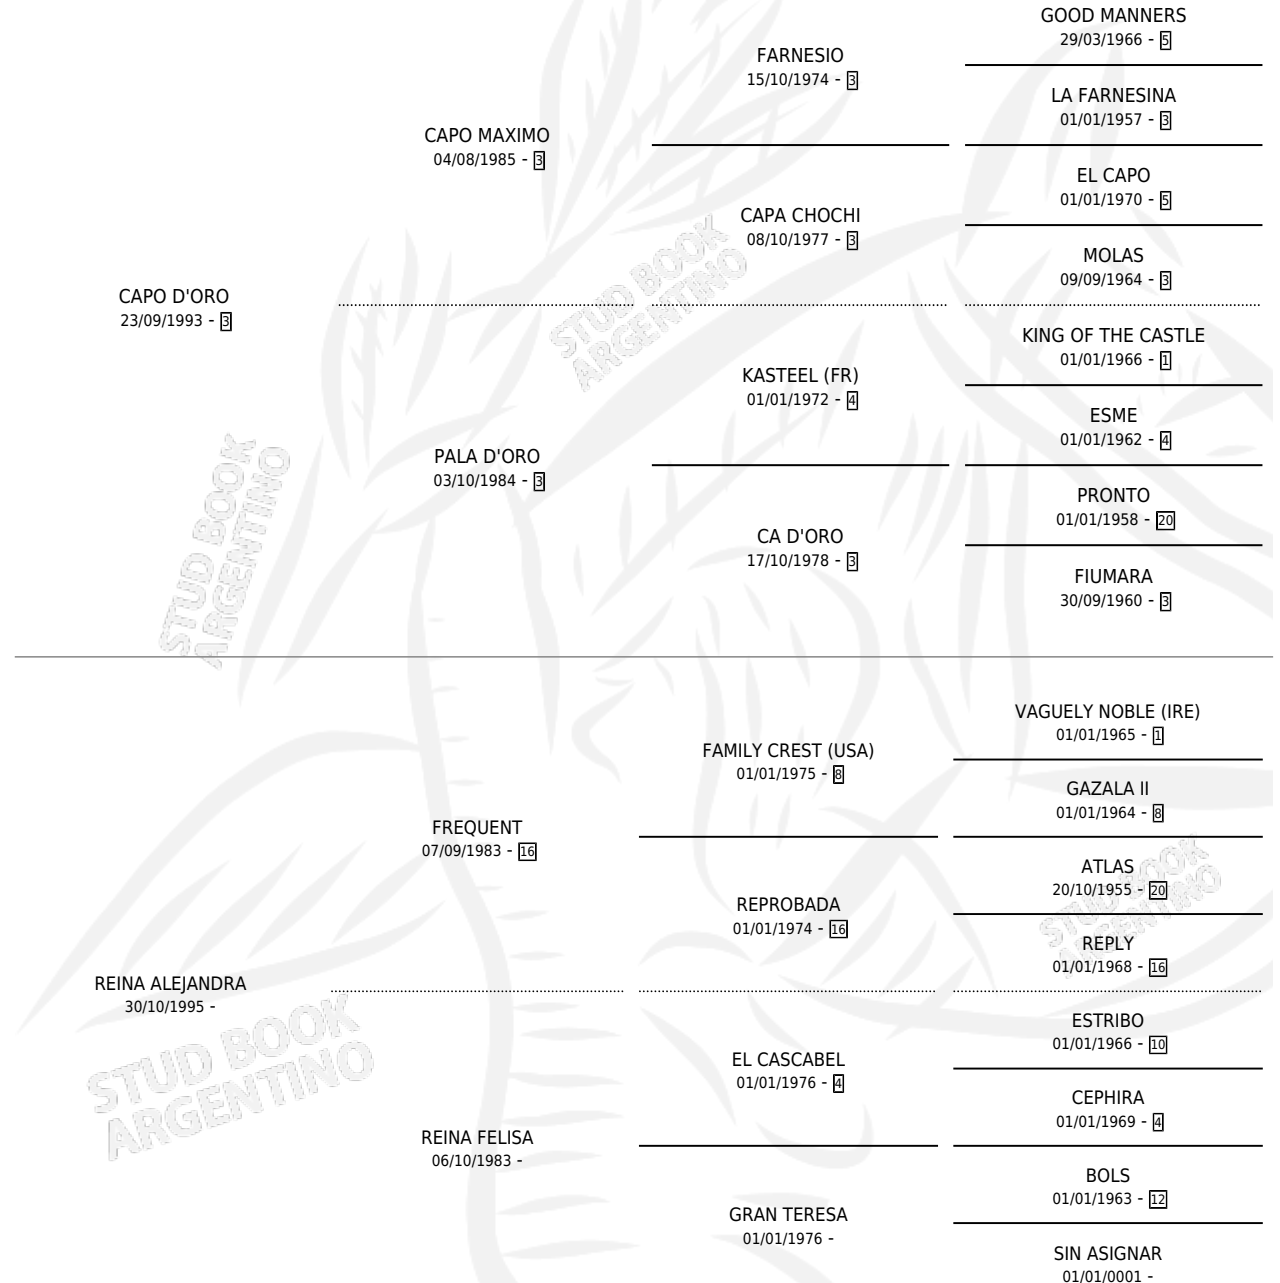 GOOD MANNERS
29/03/1966 - 5
FARNESIO
15/10/1974 - 3
LA FARNESINA
01/01/1957 - 3
CAPO MAXIMO
04/08/1985 - 3
EL CAPO
01/01/1970 - 5
CAPA CHOCHI
08/10/1977 - 3
MOLAS
09/09/1964 - 3
CAPO D'ORO
23/09/1993 - 3
KING OF THE CASTLE
01/01/1966 - 1
KASTEEL (FR)
01/01/1972 - 4
ESME
01/01/1962 - 4
PALA D'ORO
03/10/1984 - 3
PRONTO
01/01/1958 - 20
CA D'ORO
17/10/1978 - 3
FIUMARA
30/09/1960 - 3
VAGUELY NOBLE (IRE)
01/01/1965 - 1
FAMILY CREST (USA)
01/01/1975 - 8
GAZALA II
01/01/1964 - 8
FREQUENT
07/09/1983 - 16
ATLAS
20/10/1955 - 20
REPROBADA
01/01/1974 - 16
REPLY
01/01/1968 - 16
REINA ALEJANDRA
30/10/1995 -
ESTRIBO
01/01/1966 - 10
EL CASCABEL
01/01/1976 - 4
CEPHIRA
01/01/1969 - 4
REINA FELISA
06/10/1983 -
BOLS
01/01/1963 - 12
GRAN TERESA
01/01/1976 -
SIN ASIGNAR
01/01/0001 -
STUD BOOK
ARGENTINO
STUD BOOK
ARGENTINO
STUD BOOK
ARGENTINO
STUD BOOK
ARGENTINO